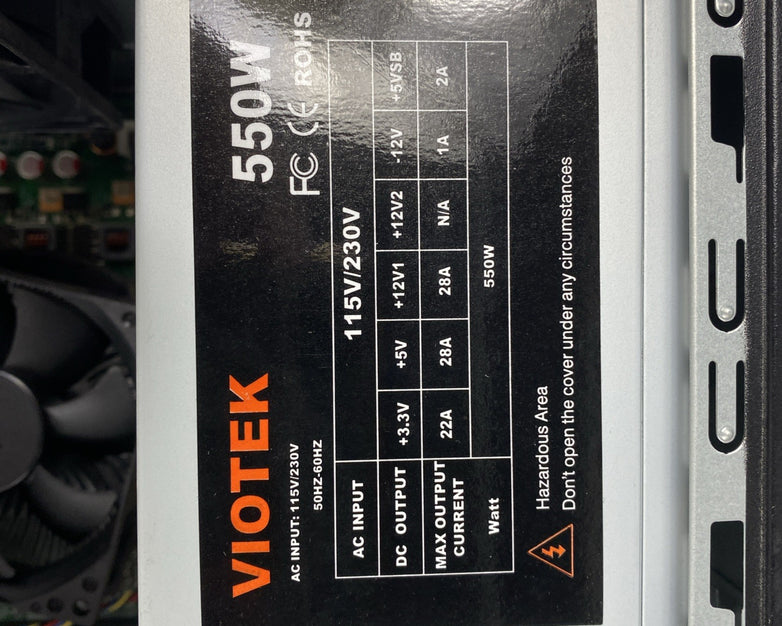 VIOTEK 550W
AC INPUT: 115V/230V
50HZ-60HZ
FC CE ROHS
AC INPUT 115V/230V
DC OUTPUT +3.3V +5V +12V1 +12V2 -12V +5VSB
MAX OUTPUT CURRENT 22A 28A 28A N/A 1A 2A
Watt 550W
Hazardous Area
Don't open the cover under any circumstances